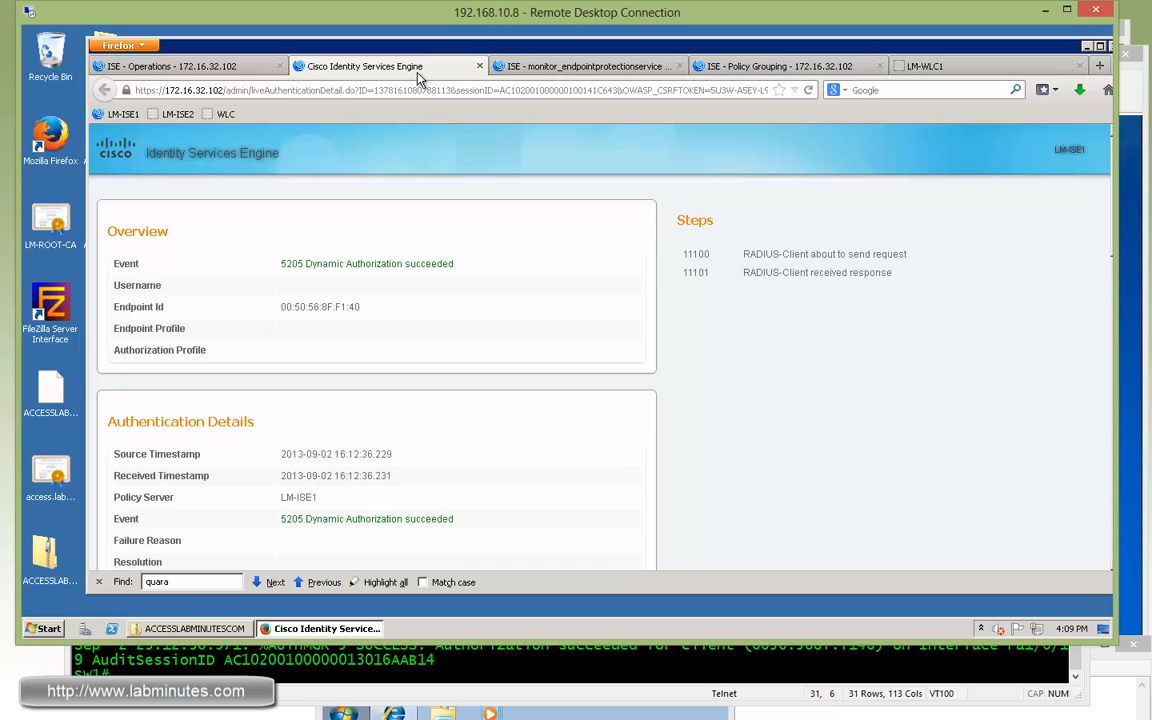 192.168.10.8 - Remote Desktop Connection
Firefox
ISE - Operations - 172.16.32.102
Cisco Identity Services Engine
ISE - monitor_endpointprotectionservice ...
ISE - Policy Grouping - 172.16.32.102
LM-WLC1
Google
LM-ISE1
LM-ISE2
WLC
cisco
Identity Services Engine
LM-ISE1
Recycle Bin
Mozilla Firefox
LM-ROOT-CA
FileZilla Server
Interface
ACCESSLAB...
access.lab...
ACCESSLAB...
Overview
Event 5205 Dynamic Authorization succeeded
Username
Endpoint Id 00:50:56:8F:F1:40
Endpoint Profile
Authorization Profile
Steps
11100 RADIUS-Client about to send request
11101 RADIUS-Client received response
Authentication Details
Source Timestamp 2013-09-02 16:12:36.229
Received Timestamp 2013-09-02 16:12:36.231
Policy Server LM-ISE1
Event 5205 Dynamic Authorization succeeded
Failure Reason
Resolution
Find: quara Next Previous Highlight all Match case
Start
ACCESSLABMINUTESCOM
Cisco Identity Service...
4:09 PM
9 AuditSessionID AC10200100000013016AAB14
SW1#
http://www.labminutes.com
Telnet 31, 6 31 Rows, 113 Cols VT100 CAP NUM